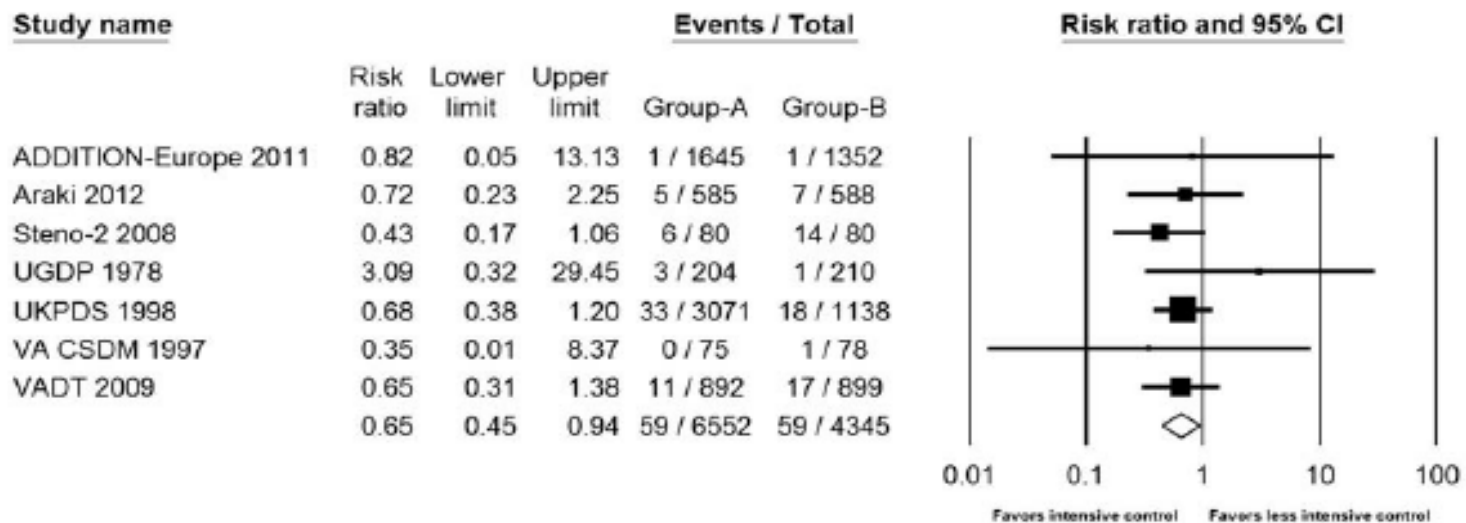 Study name Events / Total Risk ratio and 95% CI
Risk Lower Upper
ratio limit limit Group-A Group-B
ADDITION-Europe 2011 0.82 0.05 13.13 1 / 1645 1 / 1352
Araki 2012 0.72 0.23 2.25 5 / 585 7 / 588
Steno-2 2008 0.43 0.17 1.06 6 / 80 14 / 80
UGDP 1978 3.09 0.32 29.45 3 / 204 1 / 210
UKPDS 1998 0.68 0.38 1.20 33 / 3071 18 / 1138
VA CSDM 1997 0.35 0.01 8.37 0 / 75 1 / 78
VADT 2009 0.65 0.31 1.38 11 / 892 17 / 899
0.65 0.45 0.94 59 / 6552 59 / 4345
0.01 0.1 1 10 100
Favors intensive control Favors less intensive control